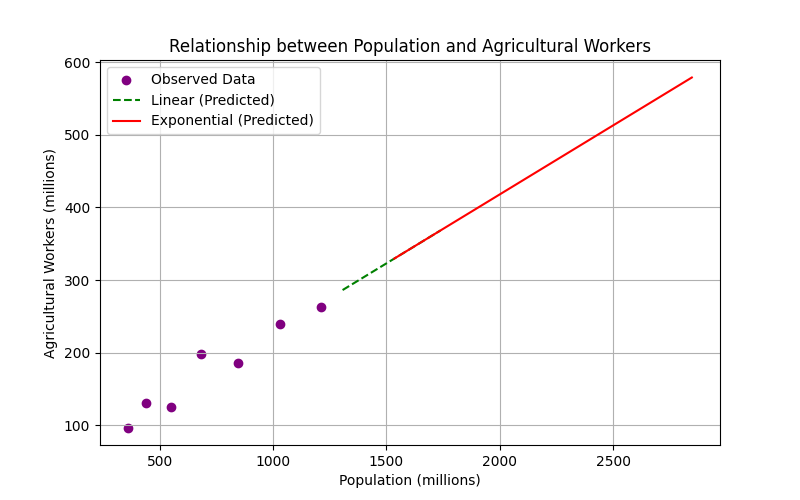 Relationship between Population and Agricultural Workers
Observed Data
Linear (Predicted)
Exponential (Predicted)
600
500
400
300
200
100
Agricultural Workers (millions)
500
1000
1500
2000
2500
Population (millions)